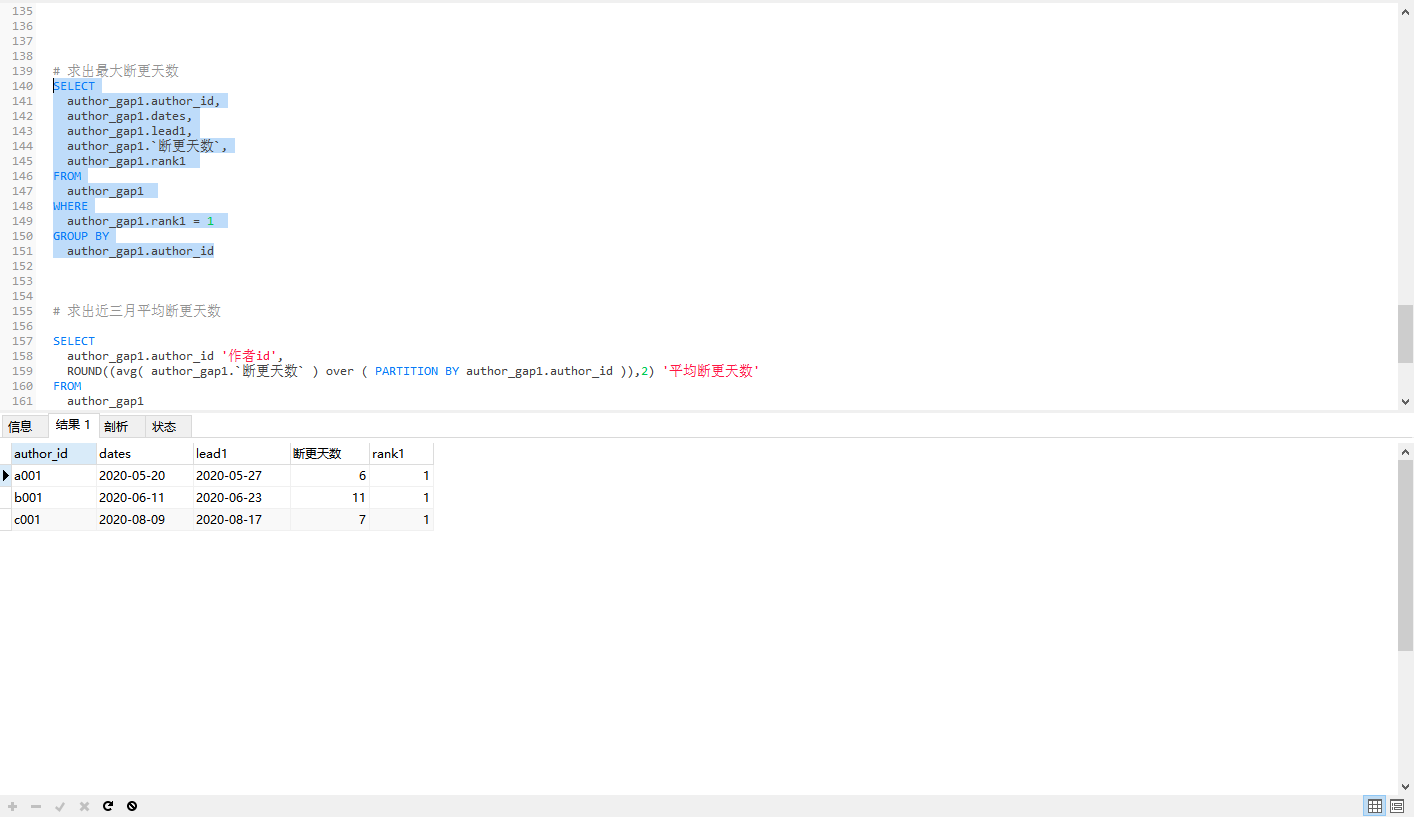 135
136
137
138
139 # 求出最大断更天数
140 SELECT
141 author_gap1.author_id,
142 author_gap1.dates,
143 author_gap1.lead1,
144 author_gap1.`断更天数`,
145 author_gap1.rank1
146 FROM
147 author_gap1
148 WHERE
149 author_gap1.rank1 = 1
150 GROUP BY
151 author_gap1.author_id
152
153
154
155 # 求出近三月平均断更天数
156
157 SELECT
158 author_gap1.author_id '作者id',
159 ROUND((avg( author_gap1.`断更天数` ) over ( PARTITION BY author_gap1.author_id )),2) '平均断更天数'
160 FROM
161 author_gap1
信息 结果 1 剖析 状态
author_id dates lead1 断更天数 rank1
a001 2020-05-20 2020-05-27 6 1
b001 2020-06-11 2020-06-23 11 1
c001 2020-08-09 2020-08-17 7 1